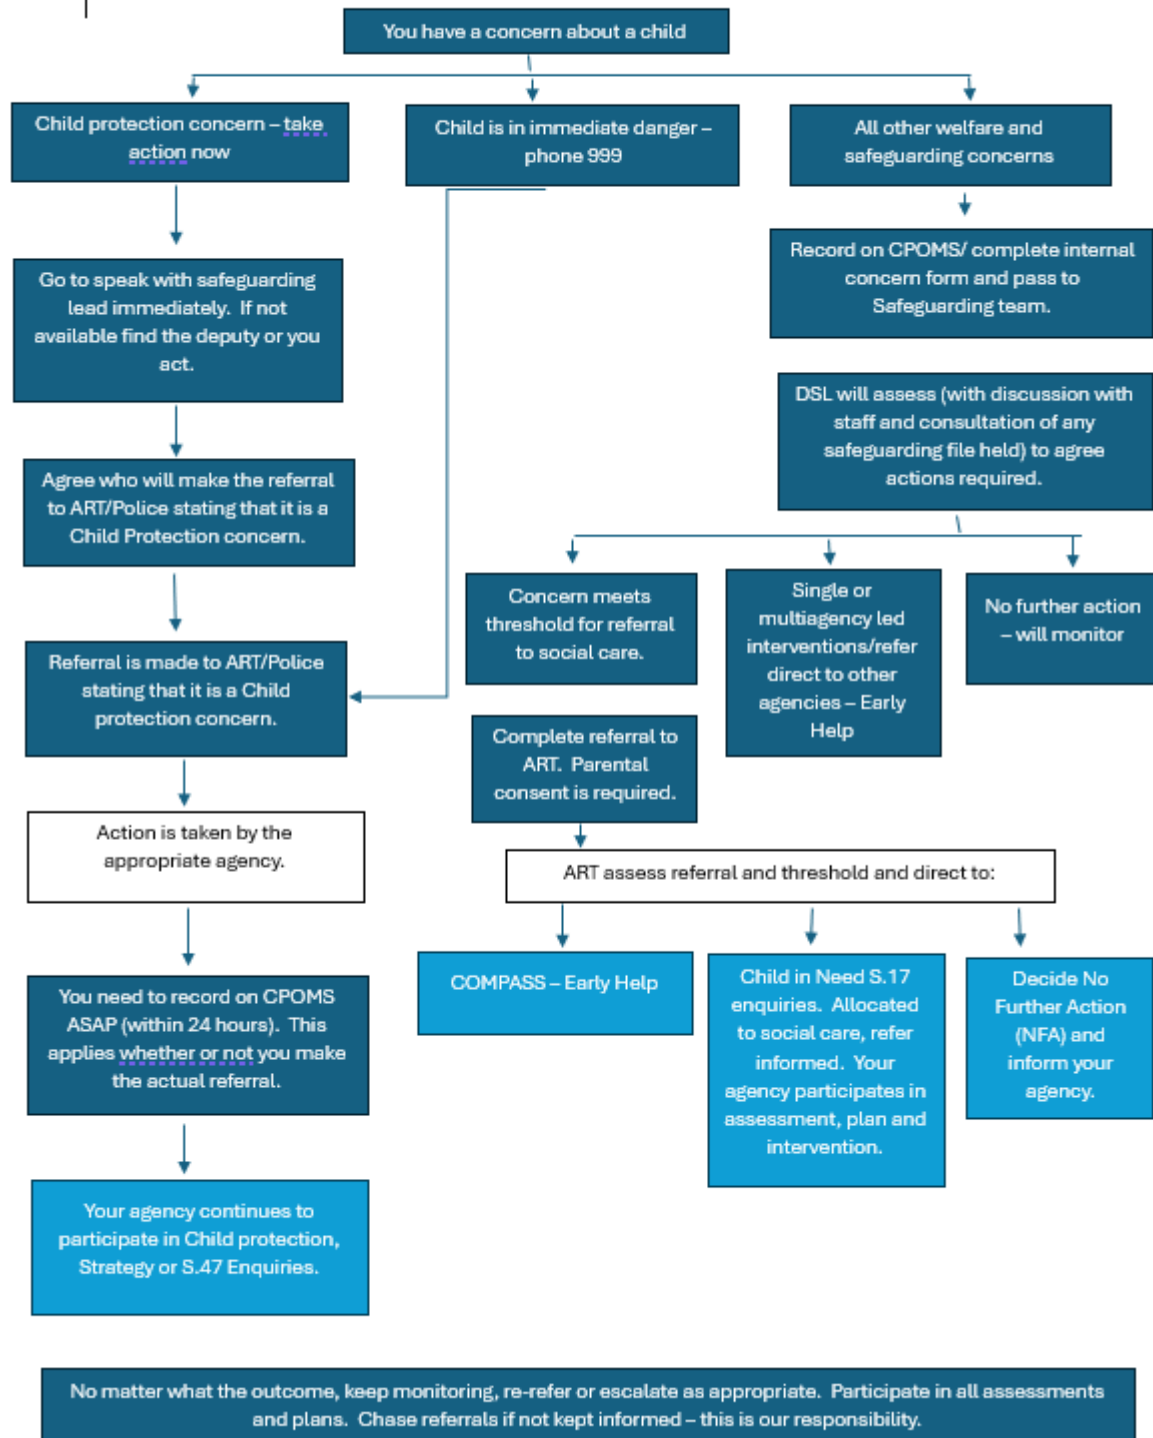 You have a concern about a child
Child protection concern – take
action now
Child is in immediate danger –
phone 999
All other welfare and
safeguarding concerns
Go to speak with safeguarding
lead immediately. If not
available find the deputy or you
act.
Record on CPOMS/ complete internal
concern form and pass to
Safeguarding team.
DSL will assess (with discussion with
staff and consultation of any
safeguarding file held) to agree
actions required.
Agree who will make the referral
to ART/Police stating that it is a
Child Protection concern.
Concern meets
threshold for referral
to social care.
Single or
multiagency led
interventions/refer
direct to other
agencies – Early
Help
No further action
– will monitor
Referral is made to ART/Police
stating that it is a Child
protection concern.
Complete referral to
ART. Parental
consent is required.
Action is taken by the
appropriate agency.
ART assess referral and threshold and direct to:
You need to record on CPOMS
ASAP (within 24 hours). This
applies whether or not you make
the actual referral.
COMPASS – Early Help
Child in Need S.17
enquiries. Allocated
to social care, refer
informed. Your
agency participates in
assessment, plan and
intervention.
Decide No
Further Action
(NFA) and
inform your
agency.
Your agency continues to
participate in Child protection,
Strategy or S.47 Enquiries.
No matter what the outcome, keep monitoring, re-refer or escalate as appropriate. Participate in all assessments
and plans. Chase referrals if not kept informed – this is our responsibility.